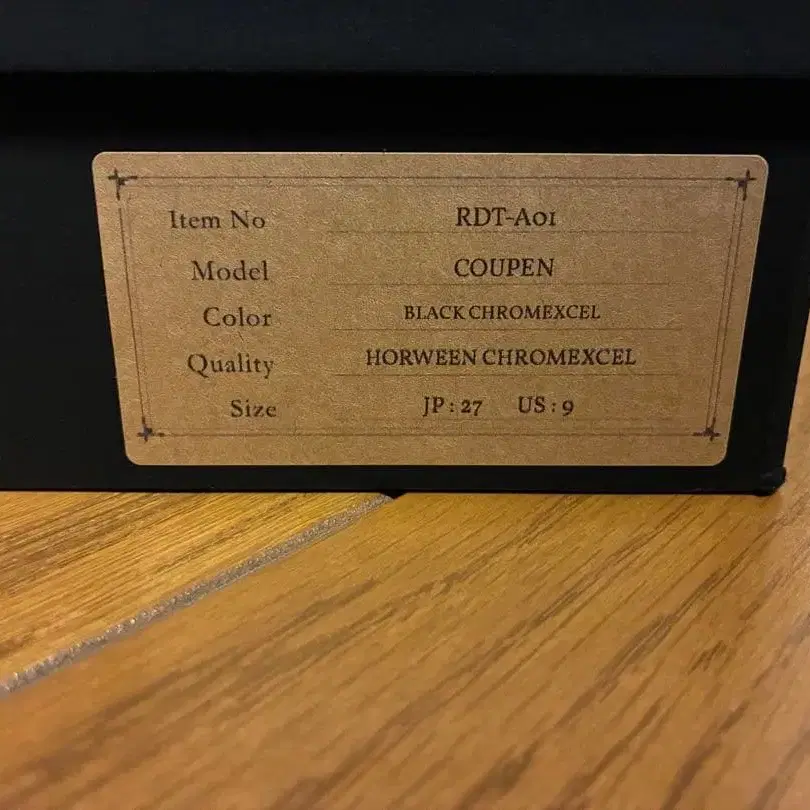 Item No RDT-A01
Model COUPEN
Color BLACK CHROMEXCEL
Quality HORWEEN CHROMEXCEL
Size JP : 27 US : 9